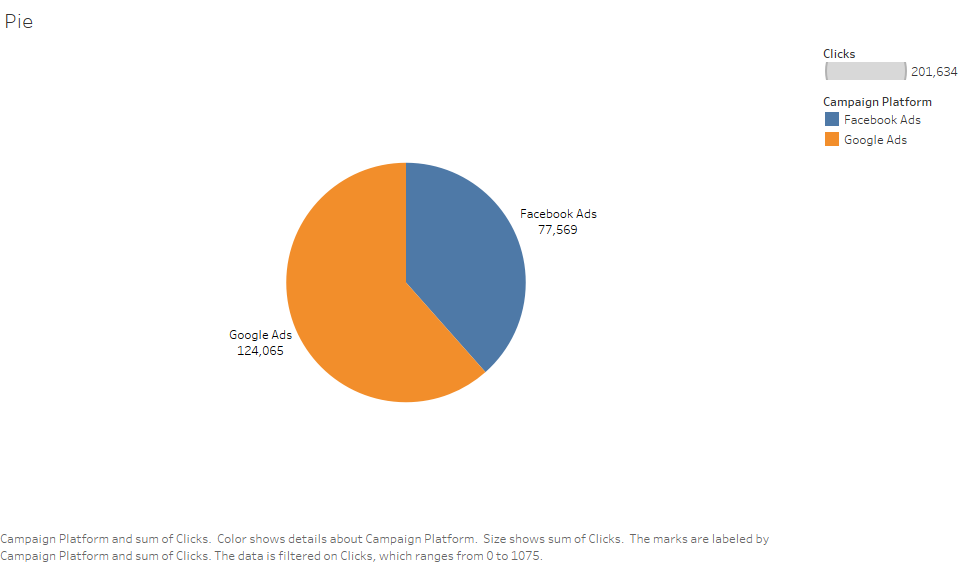 Pie
Clicks
201,634
Campaign Platform
Facebook Ads
Google Ads
Facebook Ads
77,569
Google Ads
124,065
Campaign Platform and sum of Clicks.  Color shows details about Campaign Platform.  Size shows sum of Clicks.  The marks are labeled by
Campaign Platform and sum of Clicks. The data is filtered on Clicks, which ranges from 0 to 1075.